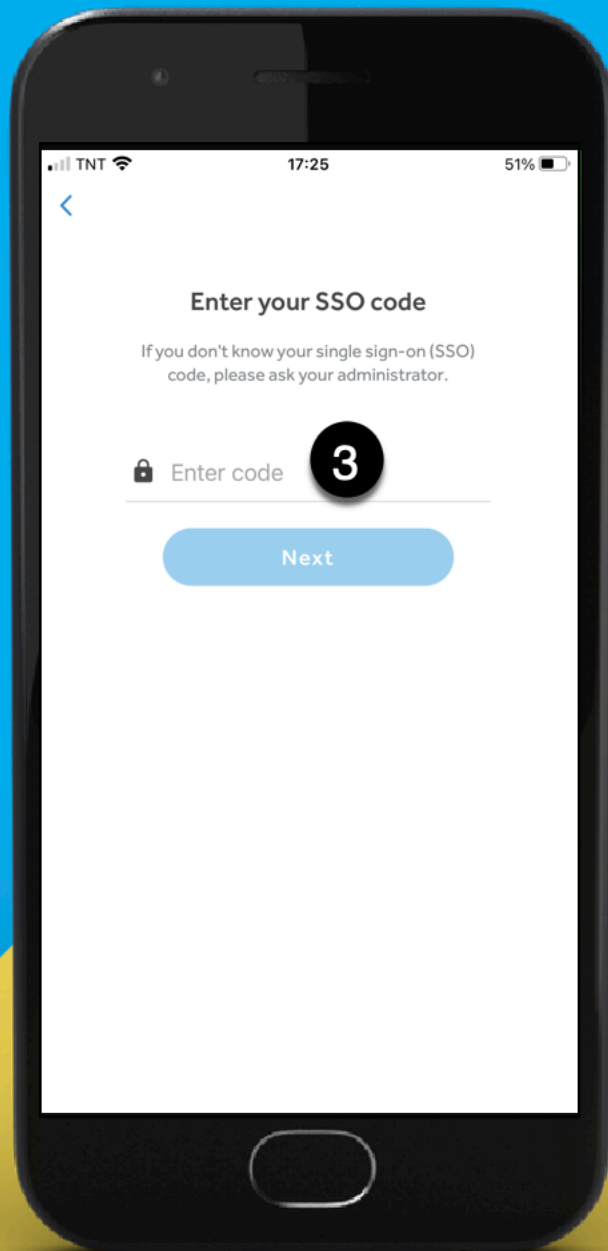 TNT 17:25 51%
Enter your SSO code
If you don't know your single sign-on (SSO)
code, please ask your administrator.
Enter code 3
Next